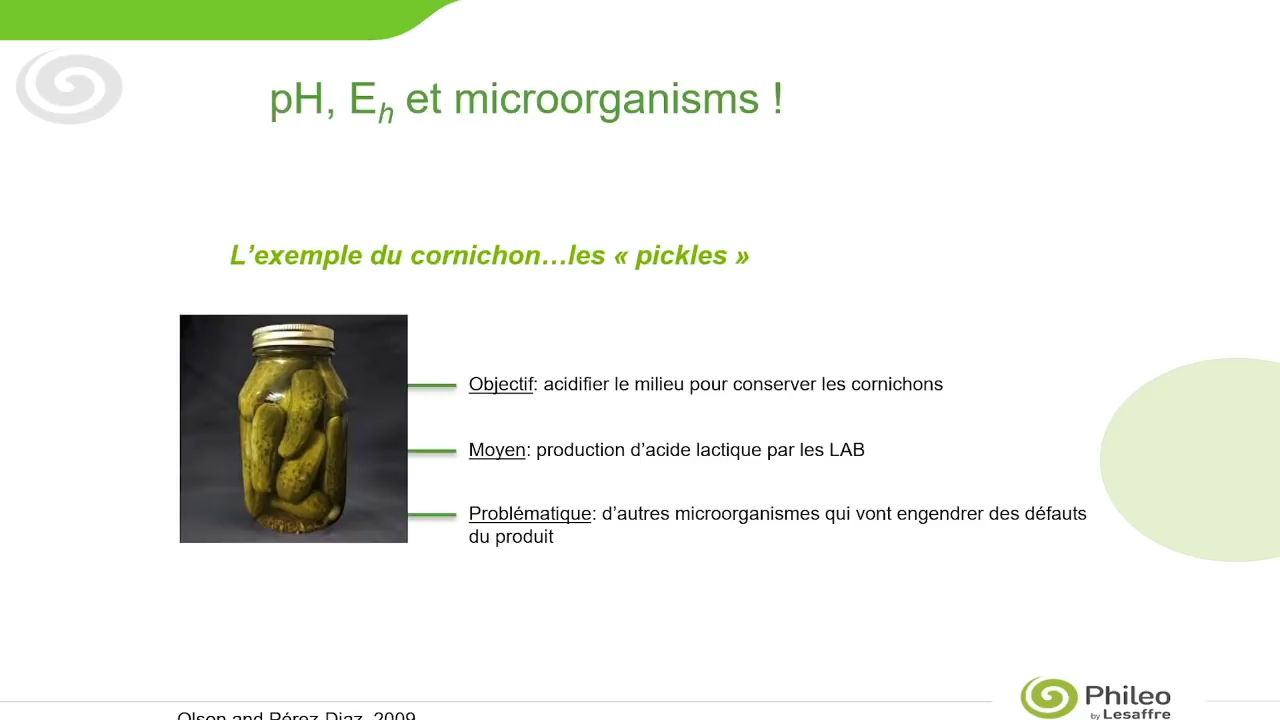 pH, Eh et microorganisms !
L’exemple du cornichon…les « pickles »
Objectif: acidifier le milieu pour conserver les cornichons
Moyen: production d’acide lactique par les LAB
Problématique: d’autres microorganismes qui vont engendrer des défauts
du produit
Olson and Pérez-Diaz, 2009
Phileo
by Lesaffre